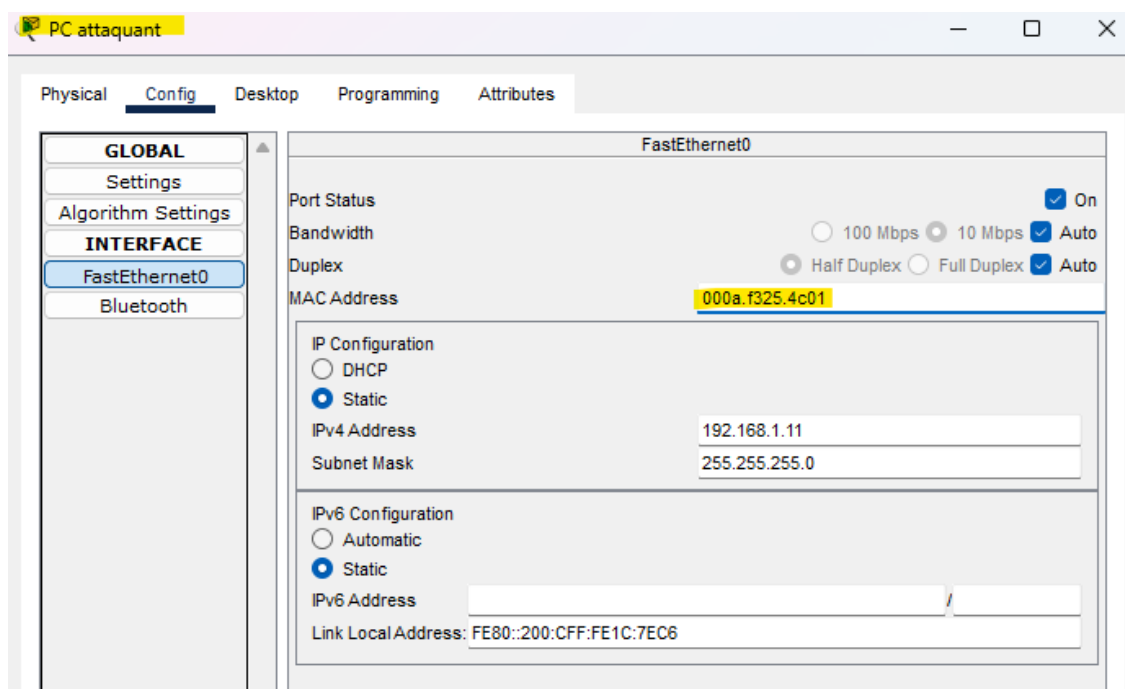 PC attaquant
Physical Config Desktop Programming Attributes
GLOBAL
Settings
Algorithm Settings
INTERFACE
FastEthernet0
Bluetooth
FastEthernet0
Port Status On
Bandwidth 100 Mbps 10 Mbps Auto
Duplex Half Duplex Full Duplex Auto
MAC Address 000a.f325.4c01
IP Configuration
DHCP
Static
IPv4 Address 192.168.1.11
Subnet Mask 255.255.255.0
IPv6 Configuration
Automatic
Static
IPv6 Address /
Link Local Address: FE80::200:CFF:FE1C:7EC6